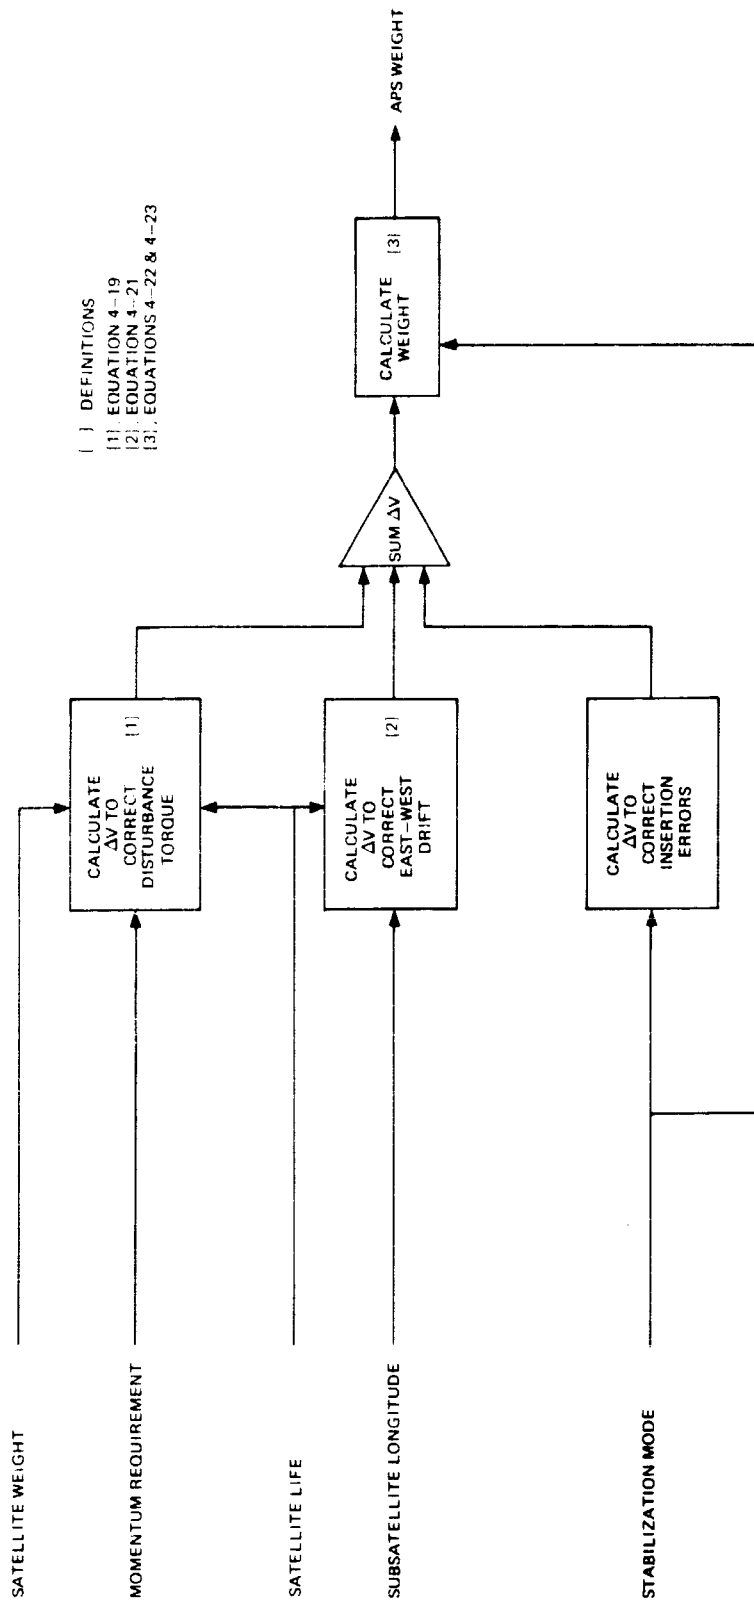 SATELLITE WEIGHT
MOMENTUM REQUIREMENT
SATELLITE LIFE
SUBSATELLITE LONGITUDE
STABILIZATION MODE
CALCULATE
ΔV TO
CORRECT
DISTURBANCE
TORQUE
[1]
CALCULATE
ΔV TO
CORRECT
EAST-WEST
DRIFT
[2]
CALCULATE
ΔV TO
CORRECT
INSERTION
ERRORS
SUM ΔV
CALCULATE
WEIGHT
[3]
APS WEIGHT
[ ] DEFINITIONS
[1], EQUATION 4-19
[2], EQUATION 4-21
[3], EQUATIONS 4-22 & 4-23